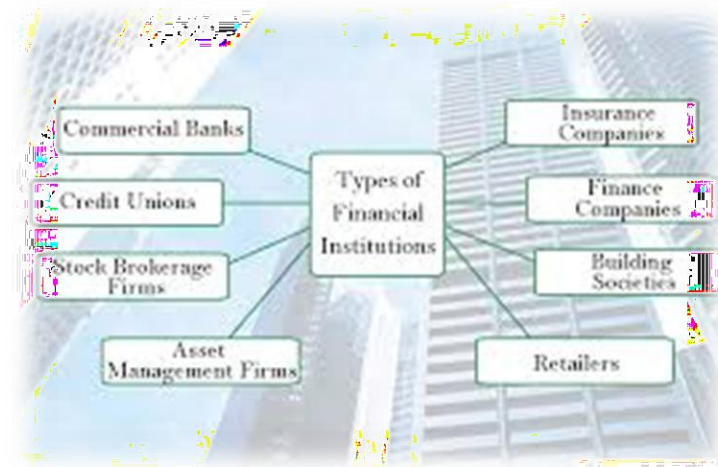 Commercial Banks
Credit Unions
Stock Brokerage
Firms
Asset
Management Firms
Types of
Financial
Institutions
Insurance
Companies
Finance
Companies
Building
Societies
Retailers